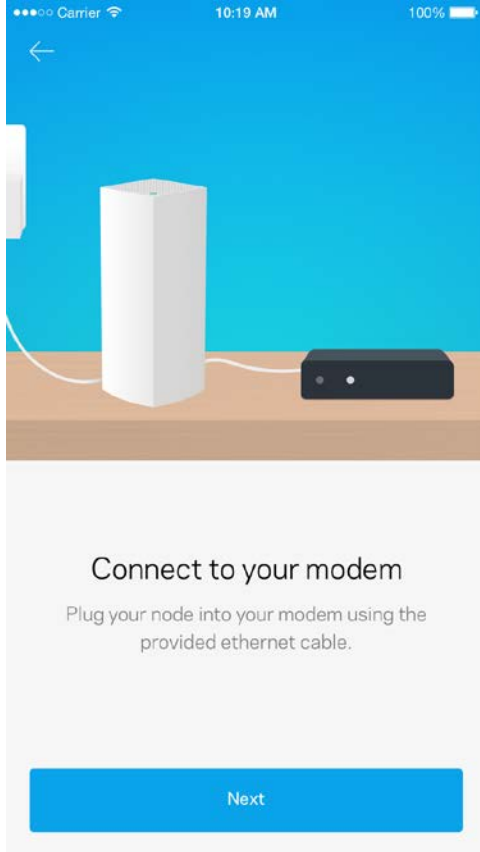 Carrier 10:19 AM 100%
Connect to your modem
Plug your node into your modem using the
provided ethernet cable.
Next